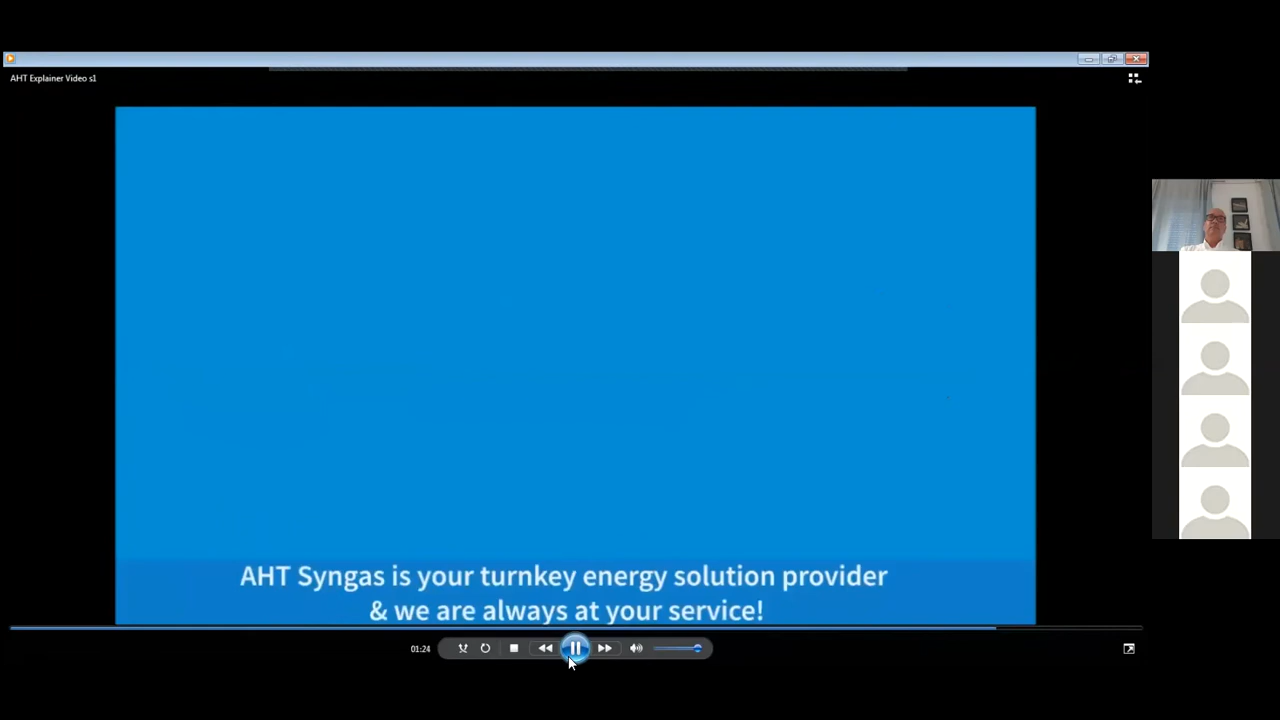 AHT Explainer Video s1
AHT Syngas is your turnkey energy solution provider
& we are always at your service!
01:24